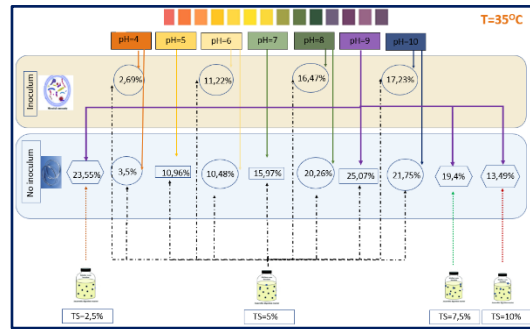 T=35⁰C
pH=4 pH=5 pH=6 pH=7 pH=8 pH=9 pH=10
Inoculum
2,69% 11,22% 16,47% 17,23%
No inoculum
23,55% 3,5% 10,96% 10,48% 15,97% 20,26% 25,07% 21,75% 19,4% 13,49%
TS=2,5% TS=5% TS=7,5% TS=10%